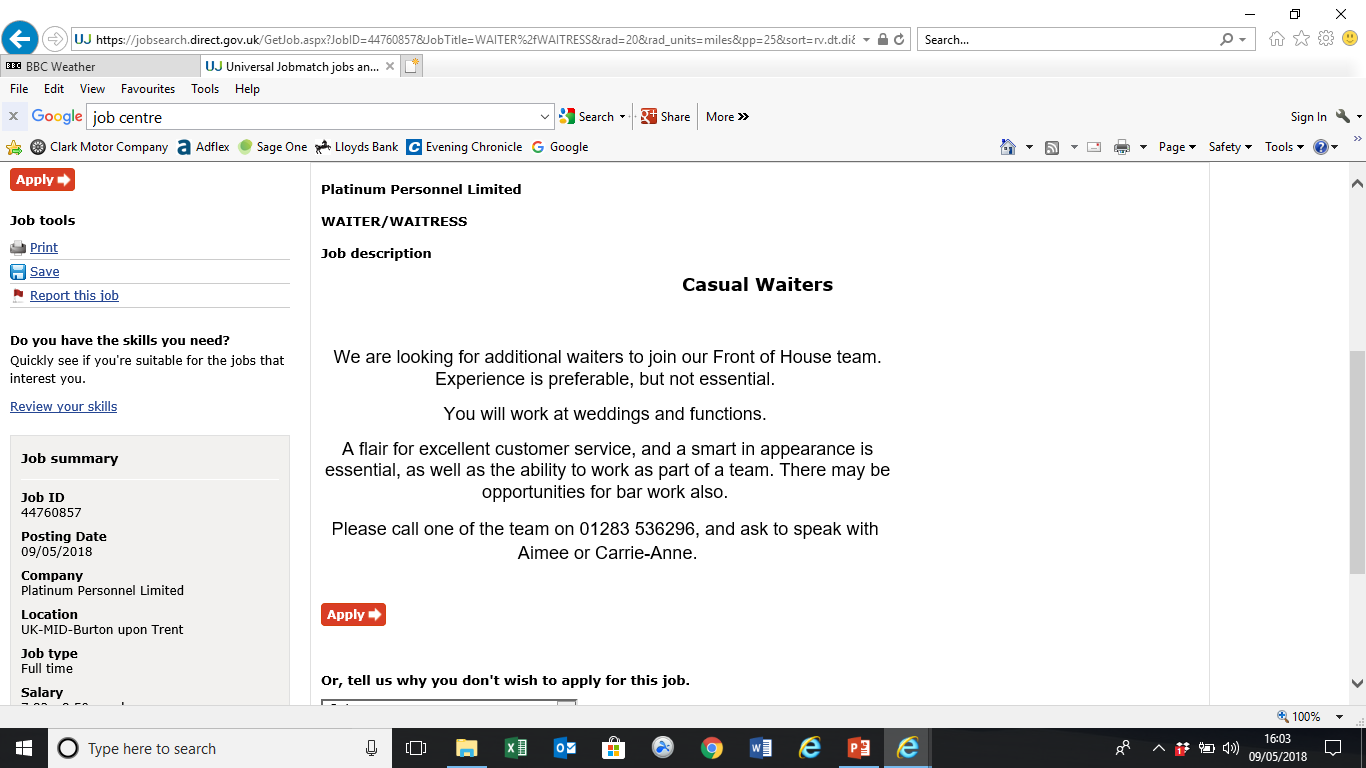 https://jobsearch.direct.gov.uk/GetJob.aspx?JobID=44760857&JobTitle=WAITER%2fWAITRESS&rad=20&rad_units=miles&pp=25&sort=rv.dt.di&
Search...
BBC Weather
UJ Universal Jobmatch jobs an...
File Edit View Favourites Tools Help
x Google job centre Search Share More »
Sign In
Clark Motor Company Adflex Sage One Lloyds Bank Evening Chronicle Google
Page Safety Tools
Apply
Job tools
Print
Save
Report this job
Do you have the skills you need?
Quickly see if you're suitable for the jobs that
interest you.
Review your skills
Job summary
Job ID
44760857
Posting Date
09/05/2018
Company
Platinum Personnel Limited
Location
UK-MID-Burton upon Trent
Job type
Full time
Salary
Platinum Personnel Limited
WAITER/WAITRESS
Job description
Casual Waiters
We are looking for additional waiters to join our Front of House team.
Experience is preferable, but not essential.
You will work at weddings and functions.
A flair for excellent customer service, and a smart in appearance is
essential, as well as the ability to work as part of a team. There may be
opportunities for bar work also.
Please call one of the team on 01283 536296, and ask to speak with
Aimee or Carrie-Anne.
Apply
Or, tell us why you don't wish to apply for this job.
100%
Type here to search
16:03
09/05/2018